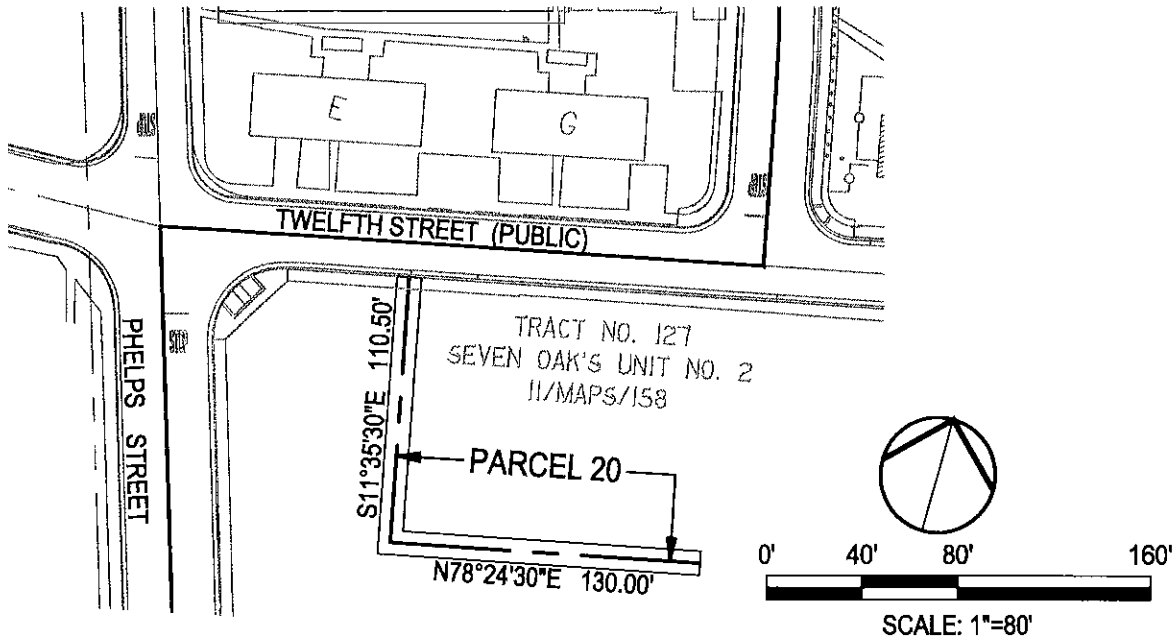 E
G
TWELFTH STREET (PUBLIC)
TRACT NO. 127
SEVEN OAK'S UNIT NO. 2
11/MAPS/158
PHELPS STREET
STOP
S11°35'30"E 110.50'
PARCEL 20
N78°24'30"E 130.00'
0' 40' 80' 160'
SCALE: 1"=80'